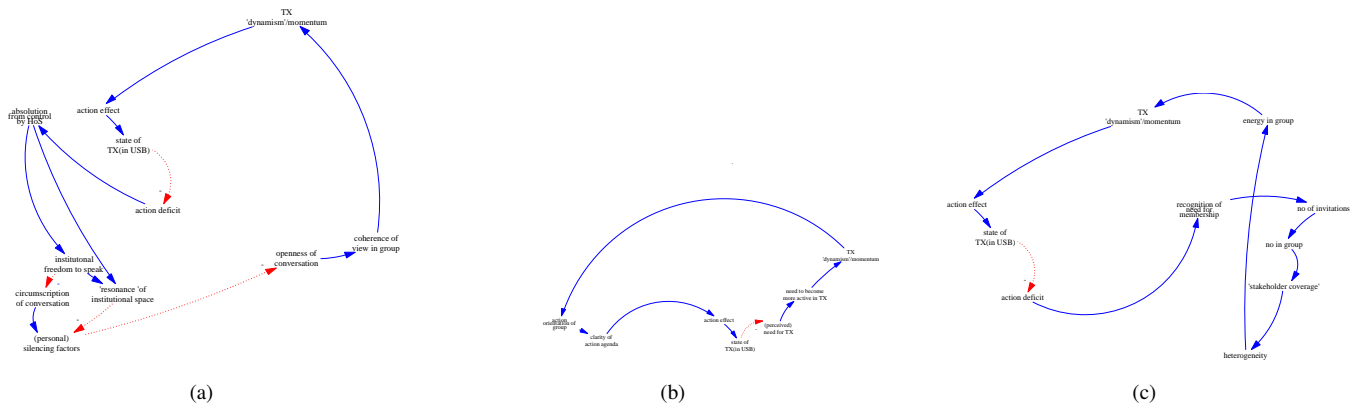 TX
'dynamism'/momentum
absolution
from control
by HoS
action effect
state of
TX(in USB)
-
action deficit
institutonal
freedom to speak
-
circumscription
of conversation
'resonance 'of
institutional space
-
(personal)
silencing factors
openness of
conversation
-
coherence of
view in group
(a)
TX
'dynamism'/momentum
need to become
more active in TX
action
orientation of
group
clarity of
action agenda
action effect
state of
TX(in USB)
-
(perceived)
need for TX
(b)
TX
'dynamism'/momentum
energy in group
action effect
state of
TX(in USB)
-
action deficit
recognition of
need for
membership
no of invitations
no in group
'stakeholder coverage'
heterogeneity
(c)